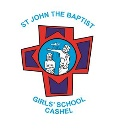 ST JOHN THE BAPTIST
GIRLS' SCHOOL
CASHEL